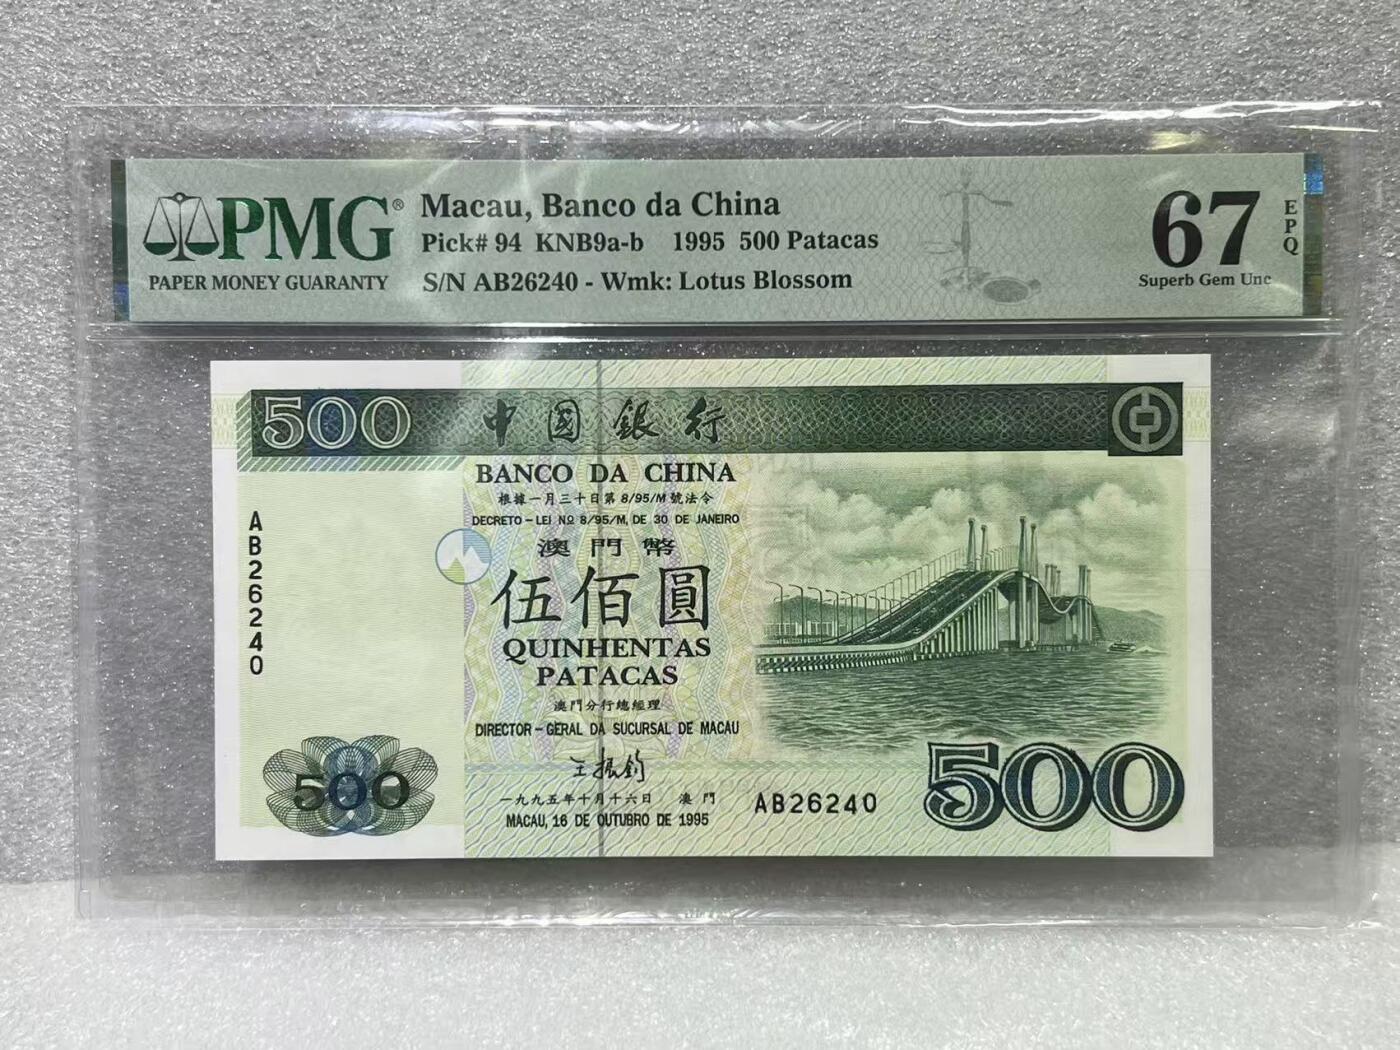 PMG®
PAPER MONEY GUARANTY
Macau, Banco da China
Pick# 94 KNB9a-b 1995 500 Patacas
S/N AB26240 - Wmk: Lotus Blossom
67
EPQ
Superb Gem Unc
500
中國銀行
BANCO DA CHINA
根據一月三十日第8/95/M號法令
DECRETO-LEI Nº 8/95/M, DE 30 DE JANEIRO
澳門幣
伍佰圓
QUINHENTAS
PATACAS
澳門分行總經理
DIRECTOR-GERAL DA SUCURSAL DE MACAU
王振鈞
一九九五年十月十六日 澳門
MACAU, 16 DE OUTUBRO DE 1995
AB26240
500
AB26240
500